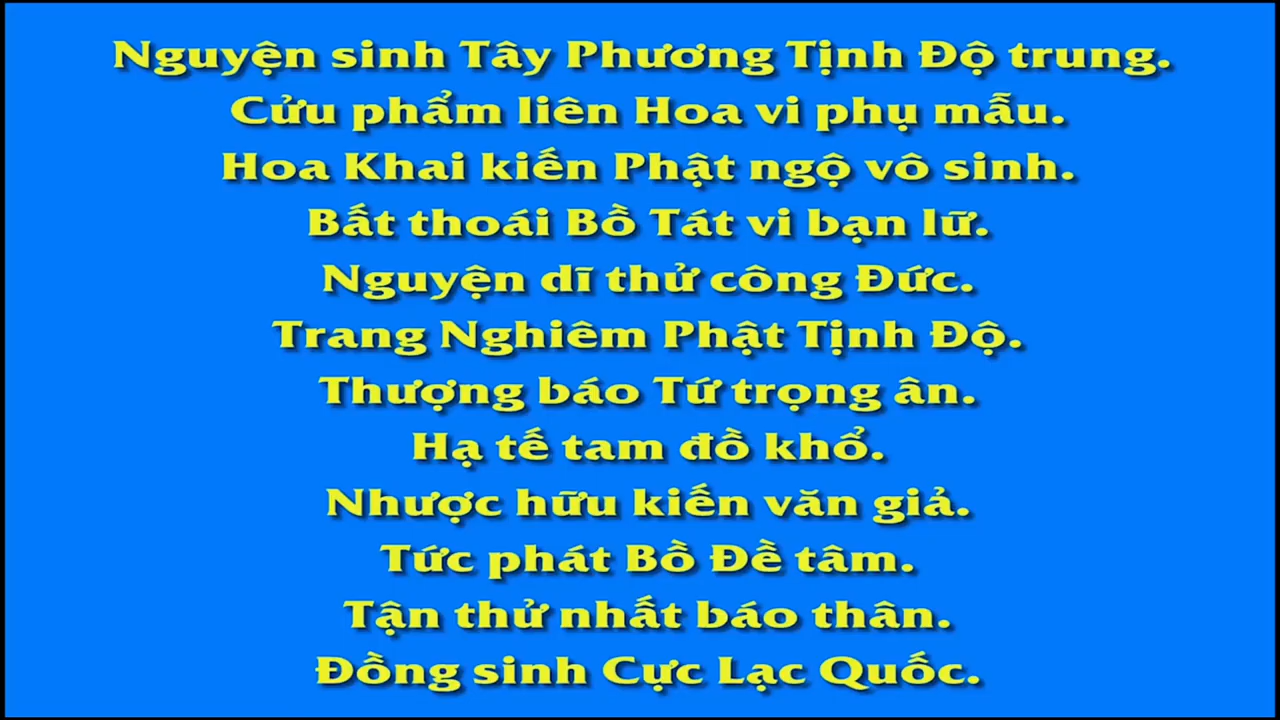 Nguyện sinh Tây Phương Tịnh Độ trung.
Cửu phẩm liên Hoa vi phụ mẫu.
Hoa Khai kiến Phật ngộ vô sinh.
Bất thoái Bồ Tát vi bạn lữ.
Nguyện dĩ thử công Đức.
Trang Nghiêm Phật Tịnh Độ.
Thượng báo Tứ trọng ân.
Hạ tế tam đồ khổ.
Nhược hữu kiến văn giả.
Tức phát Bồ Đề tâm.
Tận thử nhất báo thân.
Đồng sinh Cực Lạc Quốc.